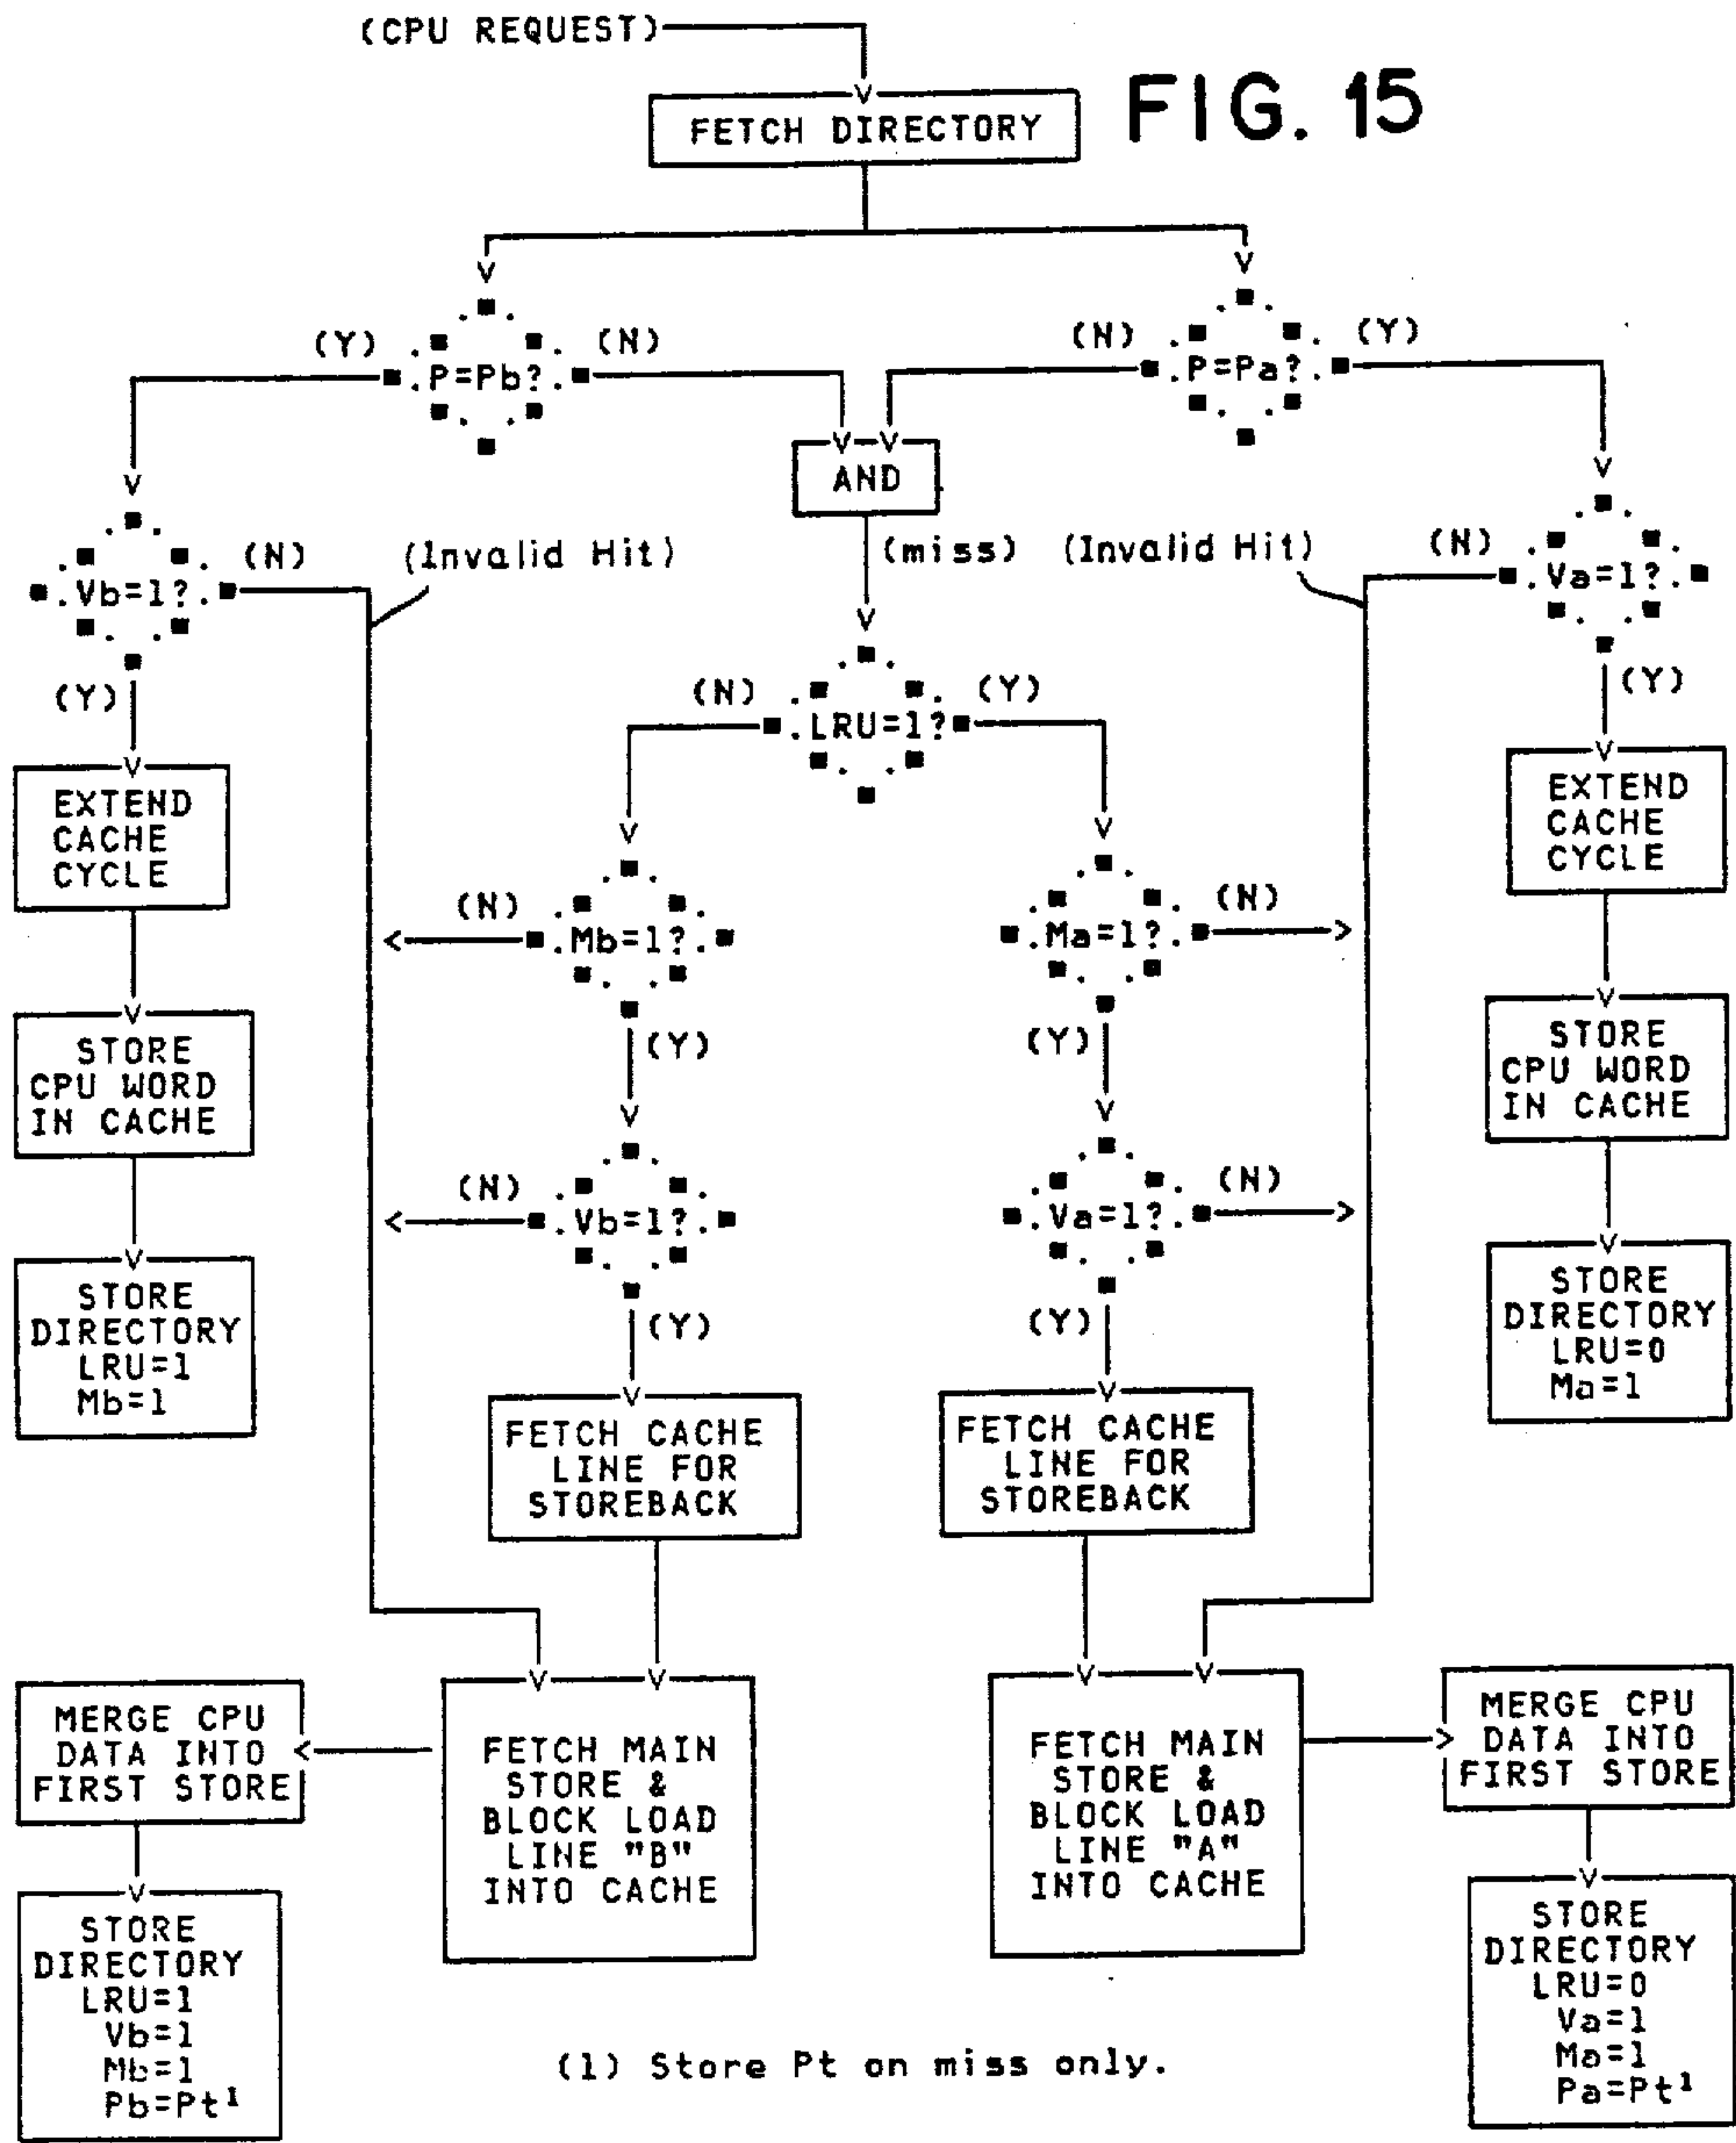 (CPU REQUEST)
FIG. 15
FETCH DIRECTORY
(Y)
P=Pb?
(N)
(N)
P=Pa?
(Y)
AND
Vb=1?
(N)
(Invalid Hit)
(miss)
(Invalid Hit)
(N)
Va=1?
(Y)
(Y)
(N)
LRU=1?
(Y)
EXTEND
CACHE
CYCLE
EXTEND
CACHE
CYCLE
(N)
Mb=1?
Ma=1?
(N)
(Y)
(Y)
STORE
CPU WORD
IN CACHE
STORE
CPU WORD
IN CACHE
(N)
Vb=1?
Va=1?
(N)
(Y)
(Y)
STORE
DIRECTORY
LRU=1
Mb=1
STORE
DIRECTORY
LRU=0
Ma=1
FETCH CACHE
LINE FOR
STOREBACK
FETCH CACHE
LINE FOR
STOREBACK
MERGE CPU
DATA INTO
FIRST STORE
FETCH MAIN
STORE &
BLOCK LOAD
LINE "B"
INTO CACHE
FETCH MAIN
STORE &
BLOCK LOAD
LINE "A"
INTO CACHE
MERGE CPU
DATA INTO
FIRST STORE
STORE
DIRECTORY
LRU=1
Vb=1
Mb=1
Pb=Pt¹
STORE
DIRECTORY
LRU=0
Va=1
Ma=1
Pa=Pt¹
(1) Store Pt on miss only.